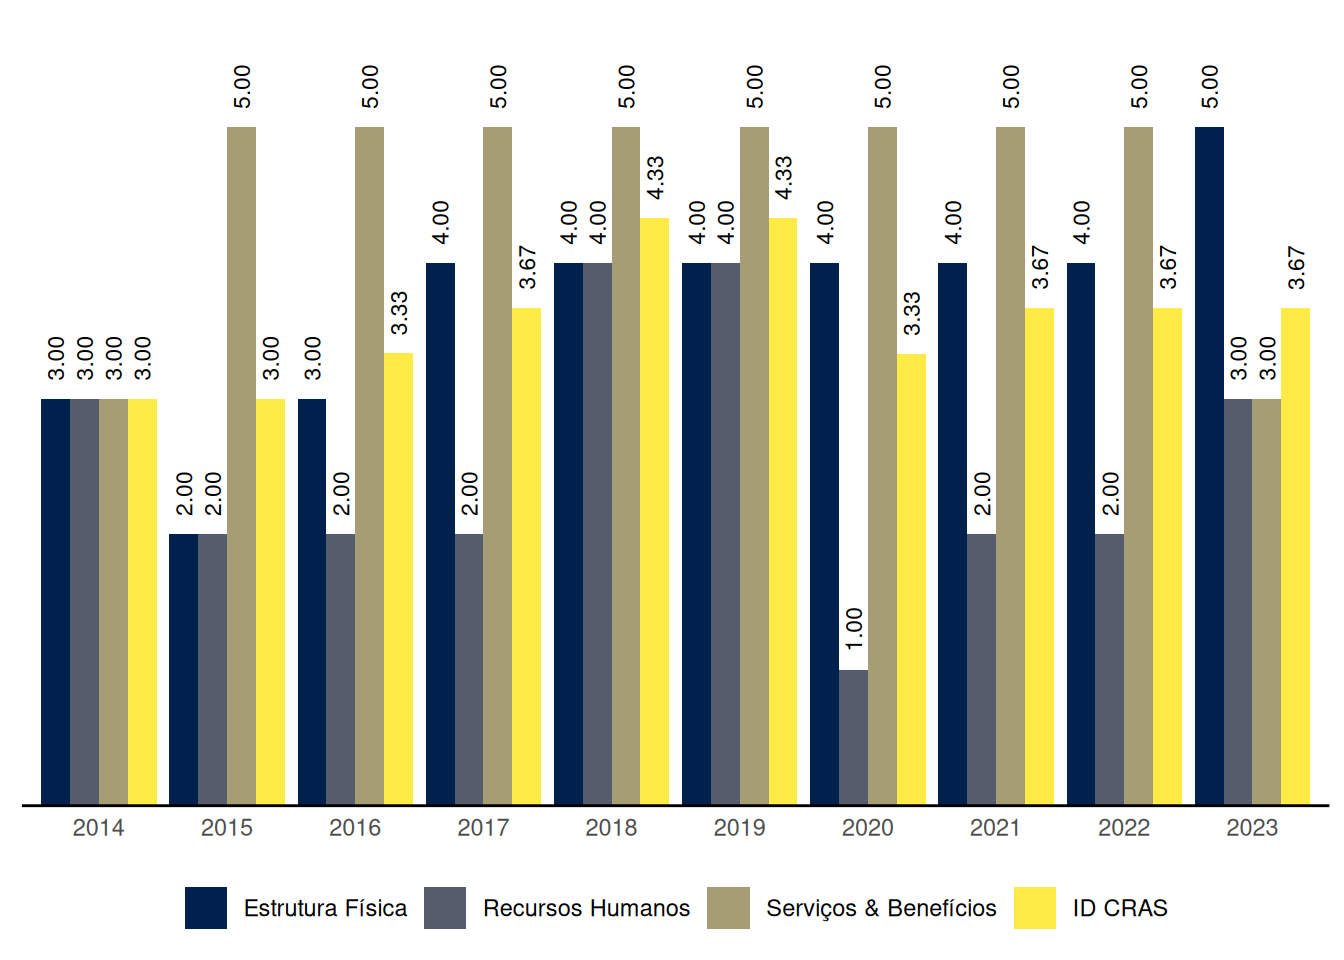 5.00 5.00 5.00 5.00 5.00 5.00 5.00 5.00 5.00
4.33 4.33
4.00 4.00 4.00 4.00 4.00 4.00 4.00 4.00
3.67 3.67 3.67 3.67
3.33 3.33
3.00 3.00 3.00 3.00 3.00 3.00 3.00 3.00
2.00 2.00 2.00 2.00 2.00 2.00
1.00
2014 2015 2016 2017 2018 2019 2020 2021 2022 2023
Estrutura Física Recursos Humanos Serviços & Benefícios ID CRAS